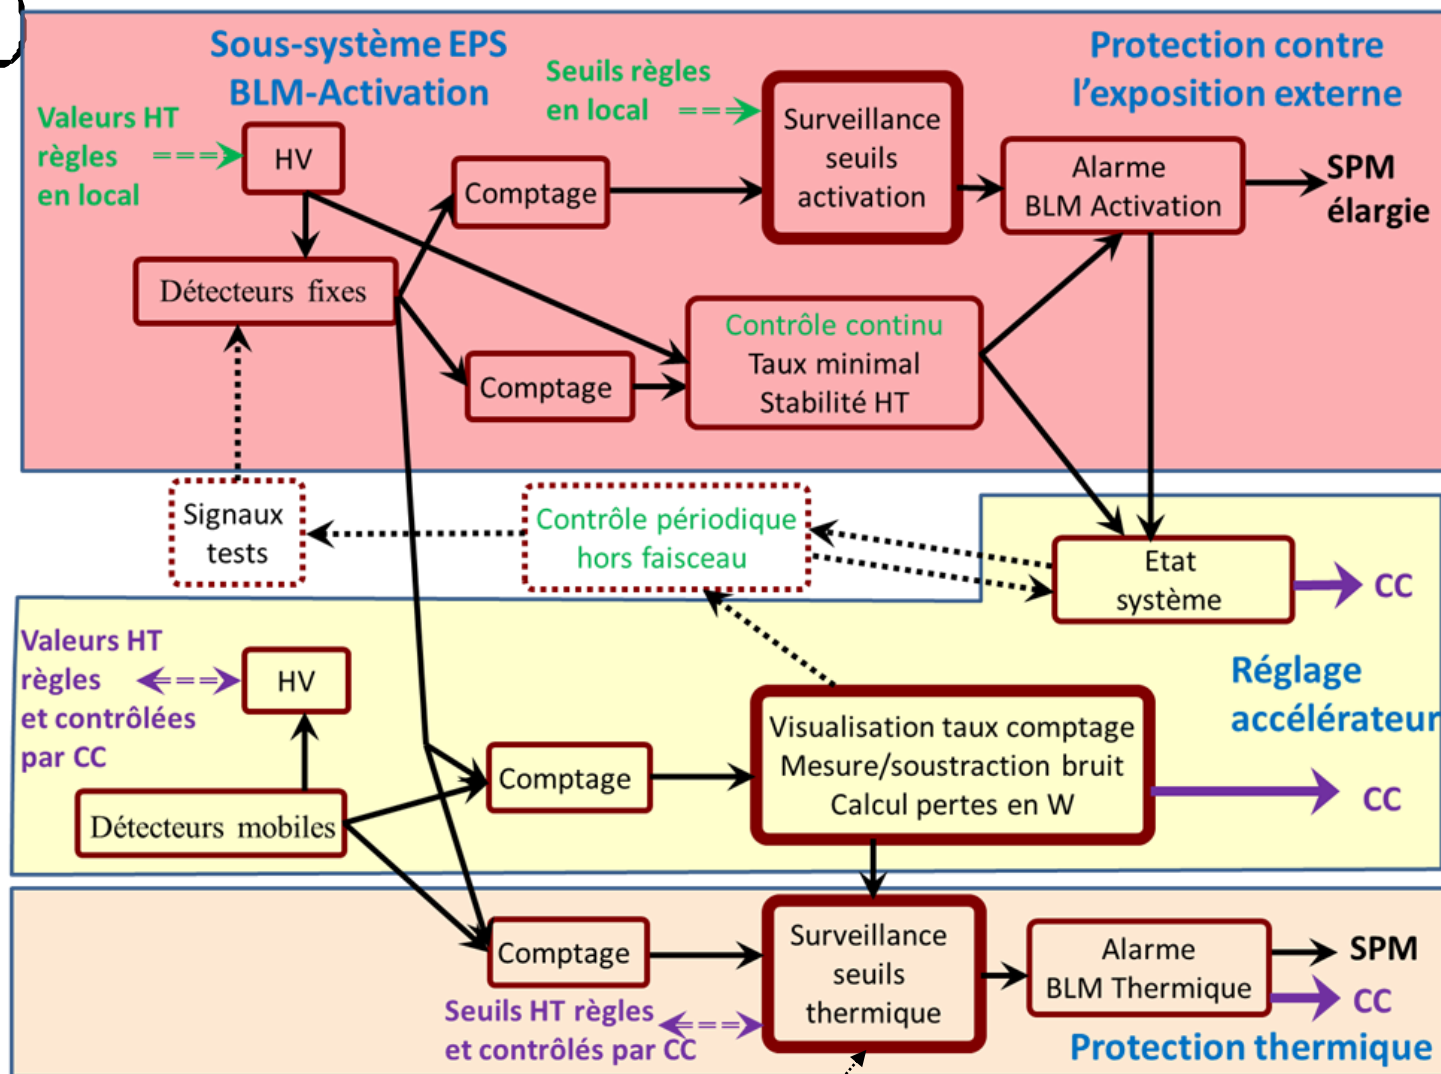 Sous-système EPS
BLM-Activation
Protection contre
l'exposition externe
Seuils règles
en local
Valeurs HT
règles
en local
HV
Comptage
Surveillance
seuils
activation
Alarme
BLM Activation
SPM
élargie
Détecteurs fixes
Comptage
Contrôle continu
Taux minimal
Stabilité HT
Signaux
tests
Contrôle périodique
hors faisceau
Etat
système
CC
Valeurs HT
règles
et contrôlées
par CC
HV
Réglage
accélérateur
Comptage
Visualisation taux comptage
Mesure/soustraction bruit
Calcul pertes en W
CC
Détecteurs mobiles
Comptage
Surveillance
seuils
thermique
Alarme
BLM Thermique
SPM
CC
Seuils HT règles
et contrôlés par CC
Protection thermique